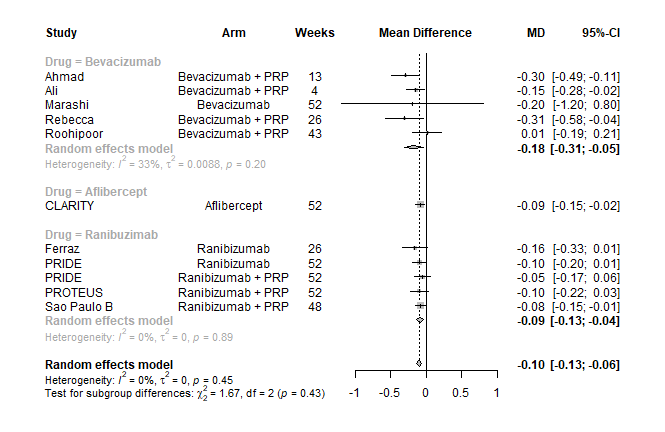 Study Arm Weeks Mean Difference MD 95%-CI
Drug = Bevacizumab
Ahmad Bevacizumab + PRP 13 -0.30 [-0.49; -0.11]
Ali Bevacizumab + PRP 4 -0.15 [-0.28; -0.02]
Marashi Bevacizumab 52 -0.20 [-1.20; 0.80]
Rebecca Bevacizumab + PRP 26 -0.31 [-0.58; -0.04]
Roohipoor Bevacizumab + PRP 43 0.01 [-0.19; 0.21]
Random effects model -0.18 [-0.31; -0.05]
Heterogeneity: I² = 33%, τ² = 0.0088, p = 0.20
Drug = Aflibercept
CLARITY Aflibercept 52 -0.09 [-0.15; -0.02]
Drug = Ranibuzimab
Ferraz Ranibizumab 26 -0.16 [-0.33; 0.01]
PRIDE Ranibizumab 52 -0.10 [-0.20; 0.01]
PRIDE Ranibizumab + PRP 52 -0.05 [-0.17; 0.06]
PROTEUS Ranibizumab + PRP 52 -0.10 [-0.22; 0.03]
Sao Paulo B Ranibizumab + PRP 48 -0.08 [-0.15; -0.01]
Random effects model -0.09 [-0.13; -0.04]
Heterogeneity: I² = 0%, τ² = 0, p = 0.89
Random effects model -0.10 [-0.13; -0.06]
Heterogeneity: I² = 0%, τ² = 0, p = 0.45
Test for subgroup differences: χ²₂ = 1.67, df = 2 (p = 0.43)
-1 -0.5 0 0.5 1